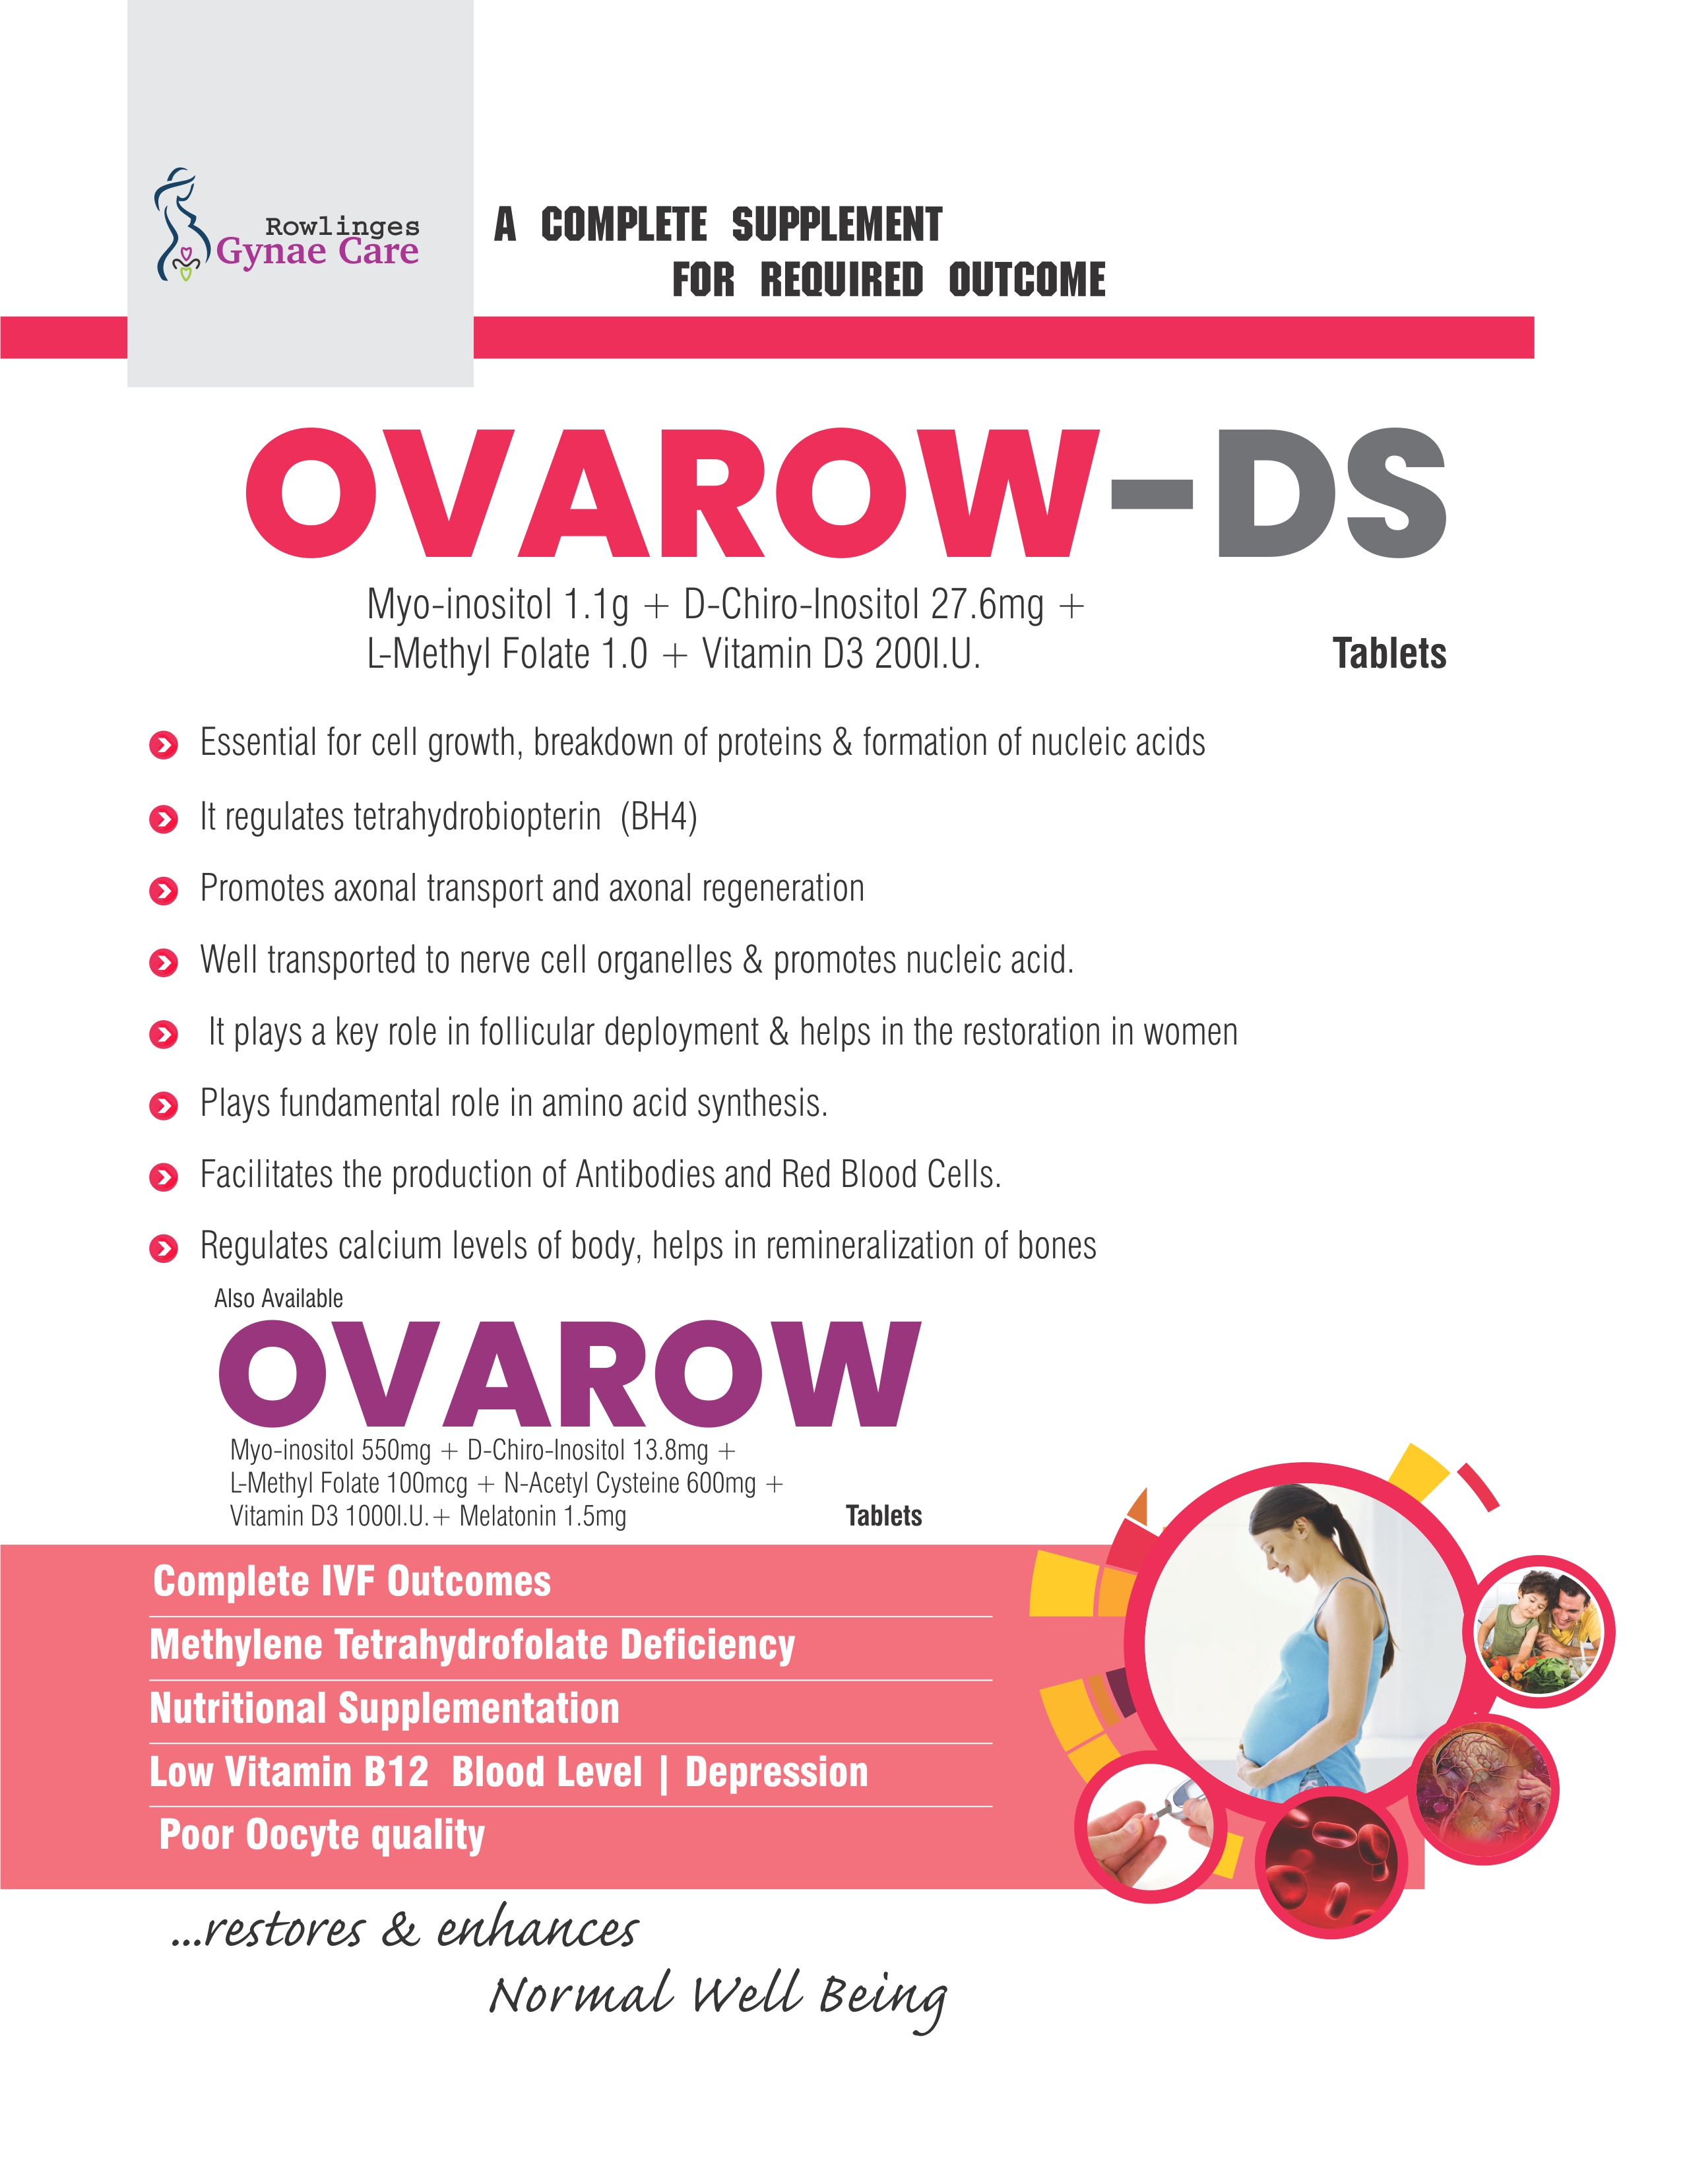 Rowlinges
Gynae Care
A COMPLETE SUPPLEMENT
FOR REQUIRED OUTCOME
OVAROW-DS
Myo-inositol 1.1g + D-Chiro-Inositol 27.6mg +
L-Methyl Folate 1.0 + Vitamin D3 200I.U.
Tablets
Essential for cell growth, breakdown of proteins & formation of nucleic acids
It regulates tetrahydrobiopterin (BH4)
Promotes axonal transport and axonal regeneration
Well transported to nerve cell organelles & promotes nucleic acid.
It plays a key role in follicular deployment & helps in the restoration in women
Plays fundamental role in amino acid synthesis.
Facilitates the production of Antibodies and Red Blood Cells.
Regulates calcium levels of body, helps in remineralization of bones
Also Available
OVAROW
Myo-inositol 550mg + D-Chiro-Inositol 13.8mg +
L-Methyl Folate 100mcg + N-Acetyl Cysteine 600mg +
Vitamin D3 1000I.U.+ Melatonin 1.5mg
Tablets
Complete IVF Outcomes
Methylene Tetrahydrofolate Deficiency
Nutritional Supplementation
Low Vitamin B12 Blood Level | Depression
Poor Oocyte quality
...restores & enhances
Normal Well Being